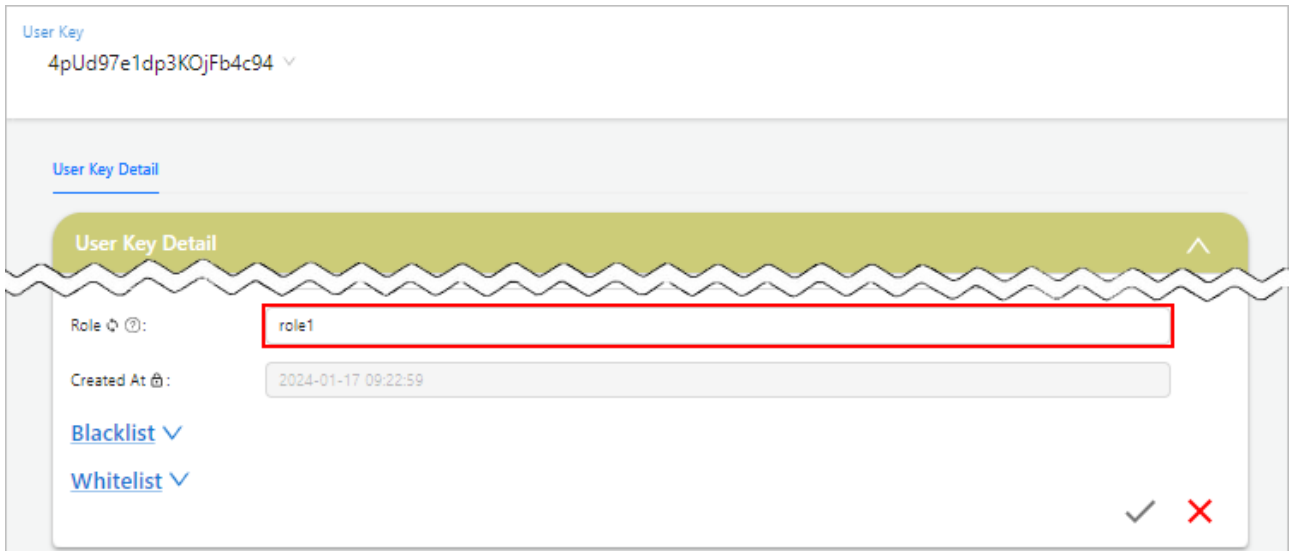 User Key
4pUd97e1dp3KOjFb4c94
User Key Detail
User Key Detail
Role ?:
role1
Created At :
2024-01-17 09:22:59
Blacklist
Whitelist